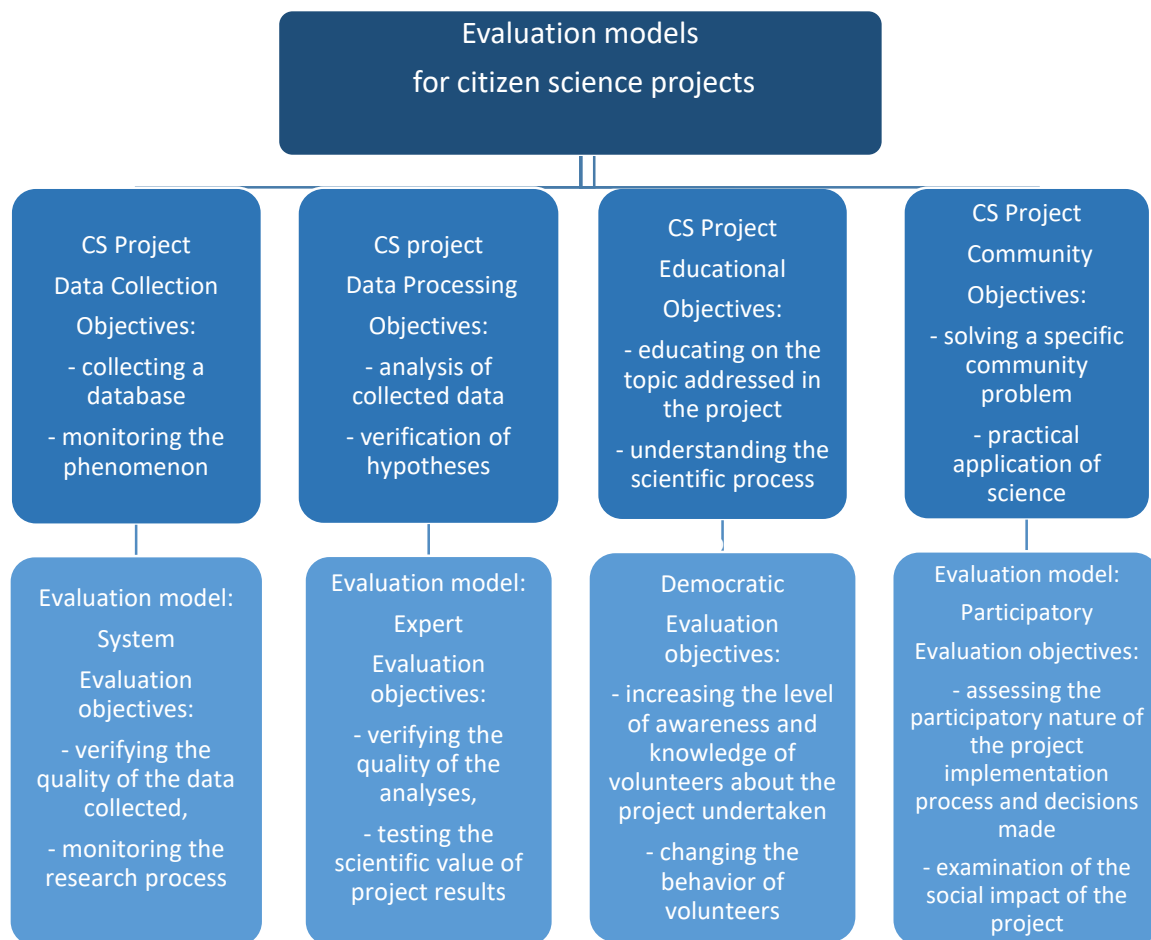 Evaluation models
for citizen science projects
CS Project
Data Collection
Objectives:
- collecting a
database
- monitoring the
phenomenon
CS project
Data Processing
Objectives:
- analysis of
collected data
- verification of
hypotheses
CS Project
Educational
Objectives:
- educating on the
topic addressed in
the project
- understanding the
scientific process
CS Project
Community
Objectives:
- solving a specific
community
problem
- practical
application of
science
Evaluation model:
System
Evaluation
objectives:
- verifying the
quality of the data
collected,
- monitoring the
research process
Evaluation model:
Expert
Evaluation
objectives:
- verifying the
quality of the
analyses,
- testing the
scientific value of
project results
Democratic
Evaluation
objectives:
- increasing the level
of awareness and
knowledge of
volunteers about the
project undertaken
- changing the
behavior of
volunteers
Evaluation model:
Participatory
Evaluation objectives:
- assessing the
participatory nature of
the project
implementation
process and decisions
made
- examination of the
social impact of the
project